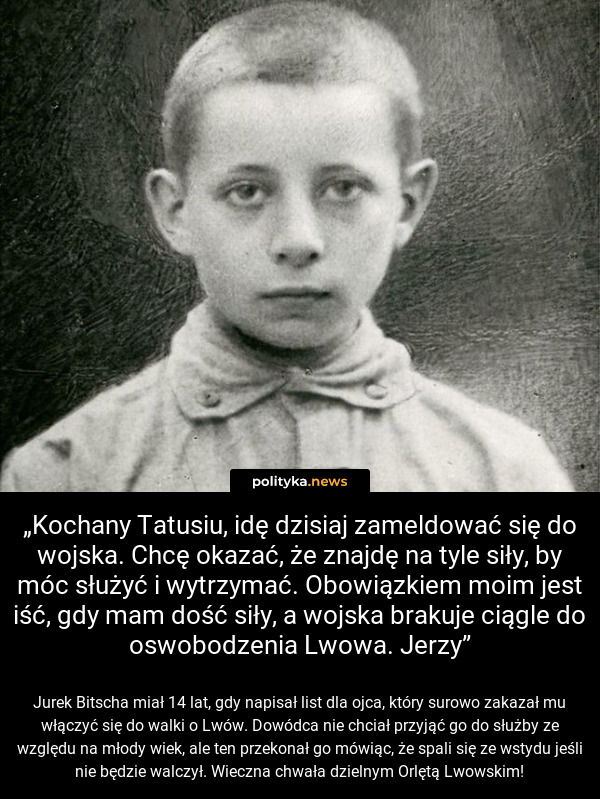 polityka.news
„Kochany Tatusiu, idę dzisiaj zameldować się do
wojska. Chcę okazać, że znajdę na tyle siły, by
móc służyć i wytrzymać. Obowiązkiem moim jest
iść, gdy mam dość siły, a wojska brakuje ciągle do
oswobodzenia Lwowa. Jerzy”
Jurek Bitscha miał 14 lat, gdy napisał list dla ojca, który surowo zakazał mu
włączyć się do walki o Lwów. Dowódca nie chciał przyjąć go do służby ze
względu na młody wiek, ale ten przekonał go mówiąc, że spali się ze wstydu jeśli
nie będzie walczył. Wieczna chwała dzielnym Orlętą Lwowskim!